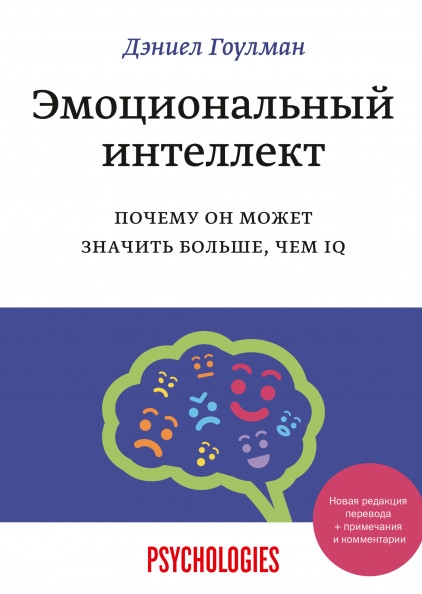 Дэниел Гоулман
Эмоциональный
интеллект
ПОЧЕМУ ОН МОЖЕТ
ЗНАЧИТЬ БОЛЬШЕ, ЧЕМ IQ
Новая редакция
перевода
+ примечания
и комментарии
PSYCHOLOGIES